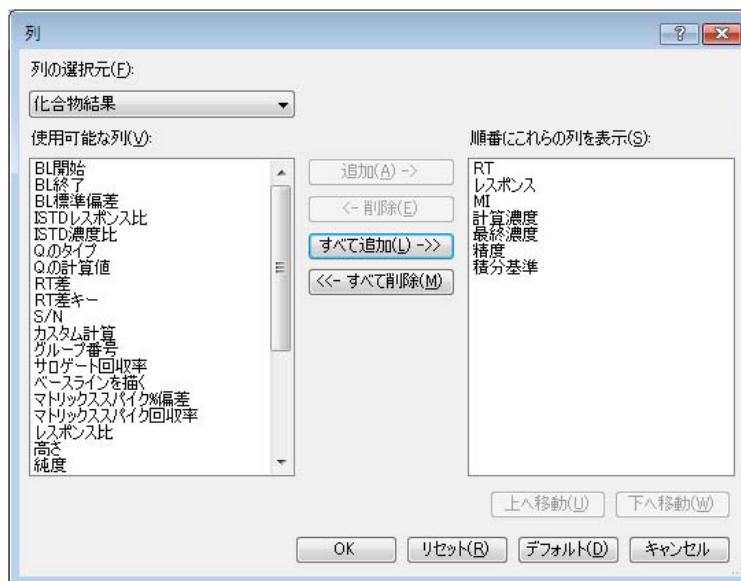 列
列の選択元(F):
化合物結果
使用可能な列(V):
BL開始
BL終了
BL標準偏差
ISTDレスポンス比
ISTD濃度比
Q.のタイプ
Q.の計算値
RT差
RT差キー
S/N
カスタム計算
グループ番号
サロゲート回収率
ベースラインを描く
マトリックススパイク%偏差
マトリックススパイク回収率
レスポンス比
高さ
純度
追加(A) ->
<- 削除(E)
すべて追加(L) ->>
<<- すべて削除(M)
順番にこれらの列を表示(S):
RT
レスポンス
MI
計算濃度
最終濃度
精度
積分基準
上へ移動(U)
下へ移動(W)
OK
リセット(R)
デフォルト(D)
キャンセル